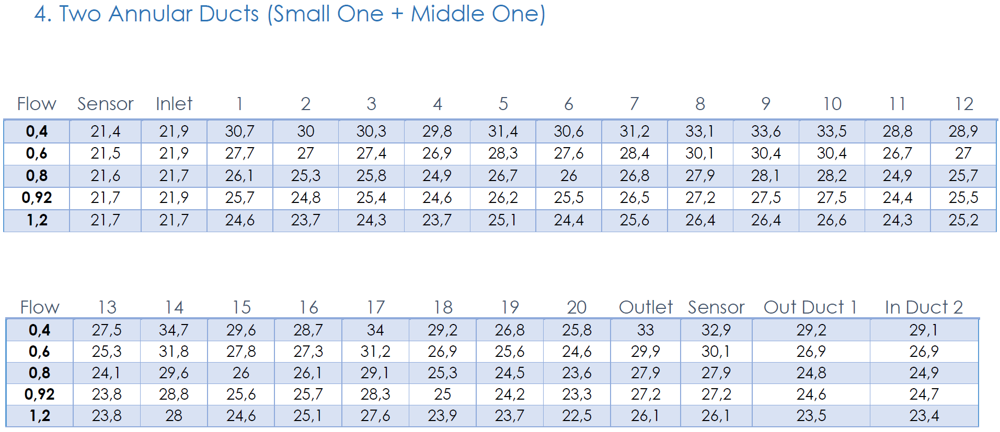 4. Two Annular Ducts (Small One + Middle One)
Flow Sensor Inlet 1 2 3 4 5 6 7 8 9 10 11 12
0,4 21,4 21,9 30,7 30 30,3 29,8 31,4 30,6 31,2 33,1 33,6 33,5 28,8 28,9
0,6 21,5 21,9 27,7 27 27,4 26,9 28,3 27,6 28,4 30,1 30,4 30,4 26,7 27
0,8 21,6 21,7 26,1 25,3 25,8 24,9 26,7 26 26,8 27,9 28,1 28,2 24,9 25,7
0,92 21,7 21,9 25,7 24,8 25,4 24,6 26,2 25,5 26,5 27,2 27,5 27,5 24,4 25,5
1,2 21,7 21,7 24,6 23,7 24,3 23,7 25,1 24,4 25,6 26,4 26,4 26,6 24,3 25,2
Flow 13 14 15 16 17 18 19 20 Outlet Sensor Out Duct 1 In Duct 2
0,4 27,5 34,7 29,6 28,7 34 29,2 26,8 25,8 33 32,9 29,2 29,1
0,6 25,3 31,8 27,8 27,3 31,2 26,9 25,6 24,6 29,9 30,1 26,9 26,9
0,8 24,1 29,6 26 26,1 29,1 25,3 24,5 23,6 27,9 27,9 24,8 24,9
0,92 23,8 28,8 25,6 25,7 28,3 25 24,2 23,3 27,2 27,2 24,6 24,7
1,2 23,8 28 24,6 25,1 27,6 23,9 23,7 22,5 26,1 26,1 23,5 23,4